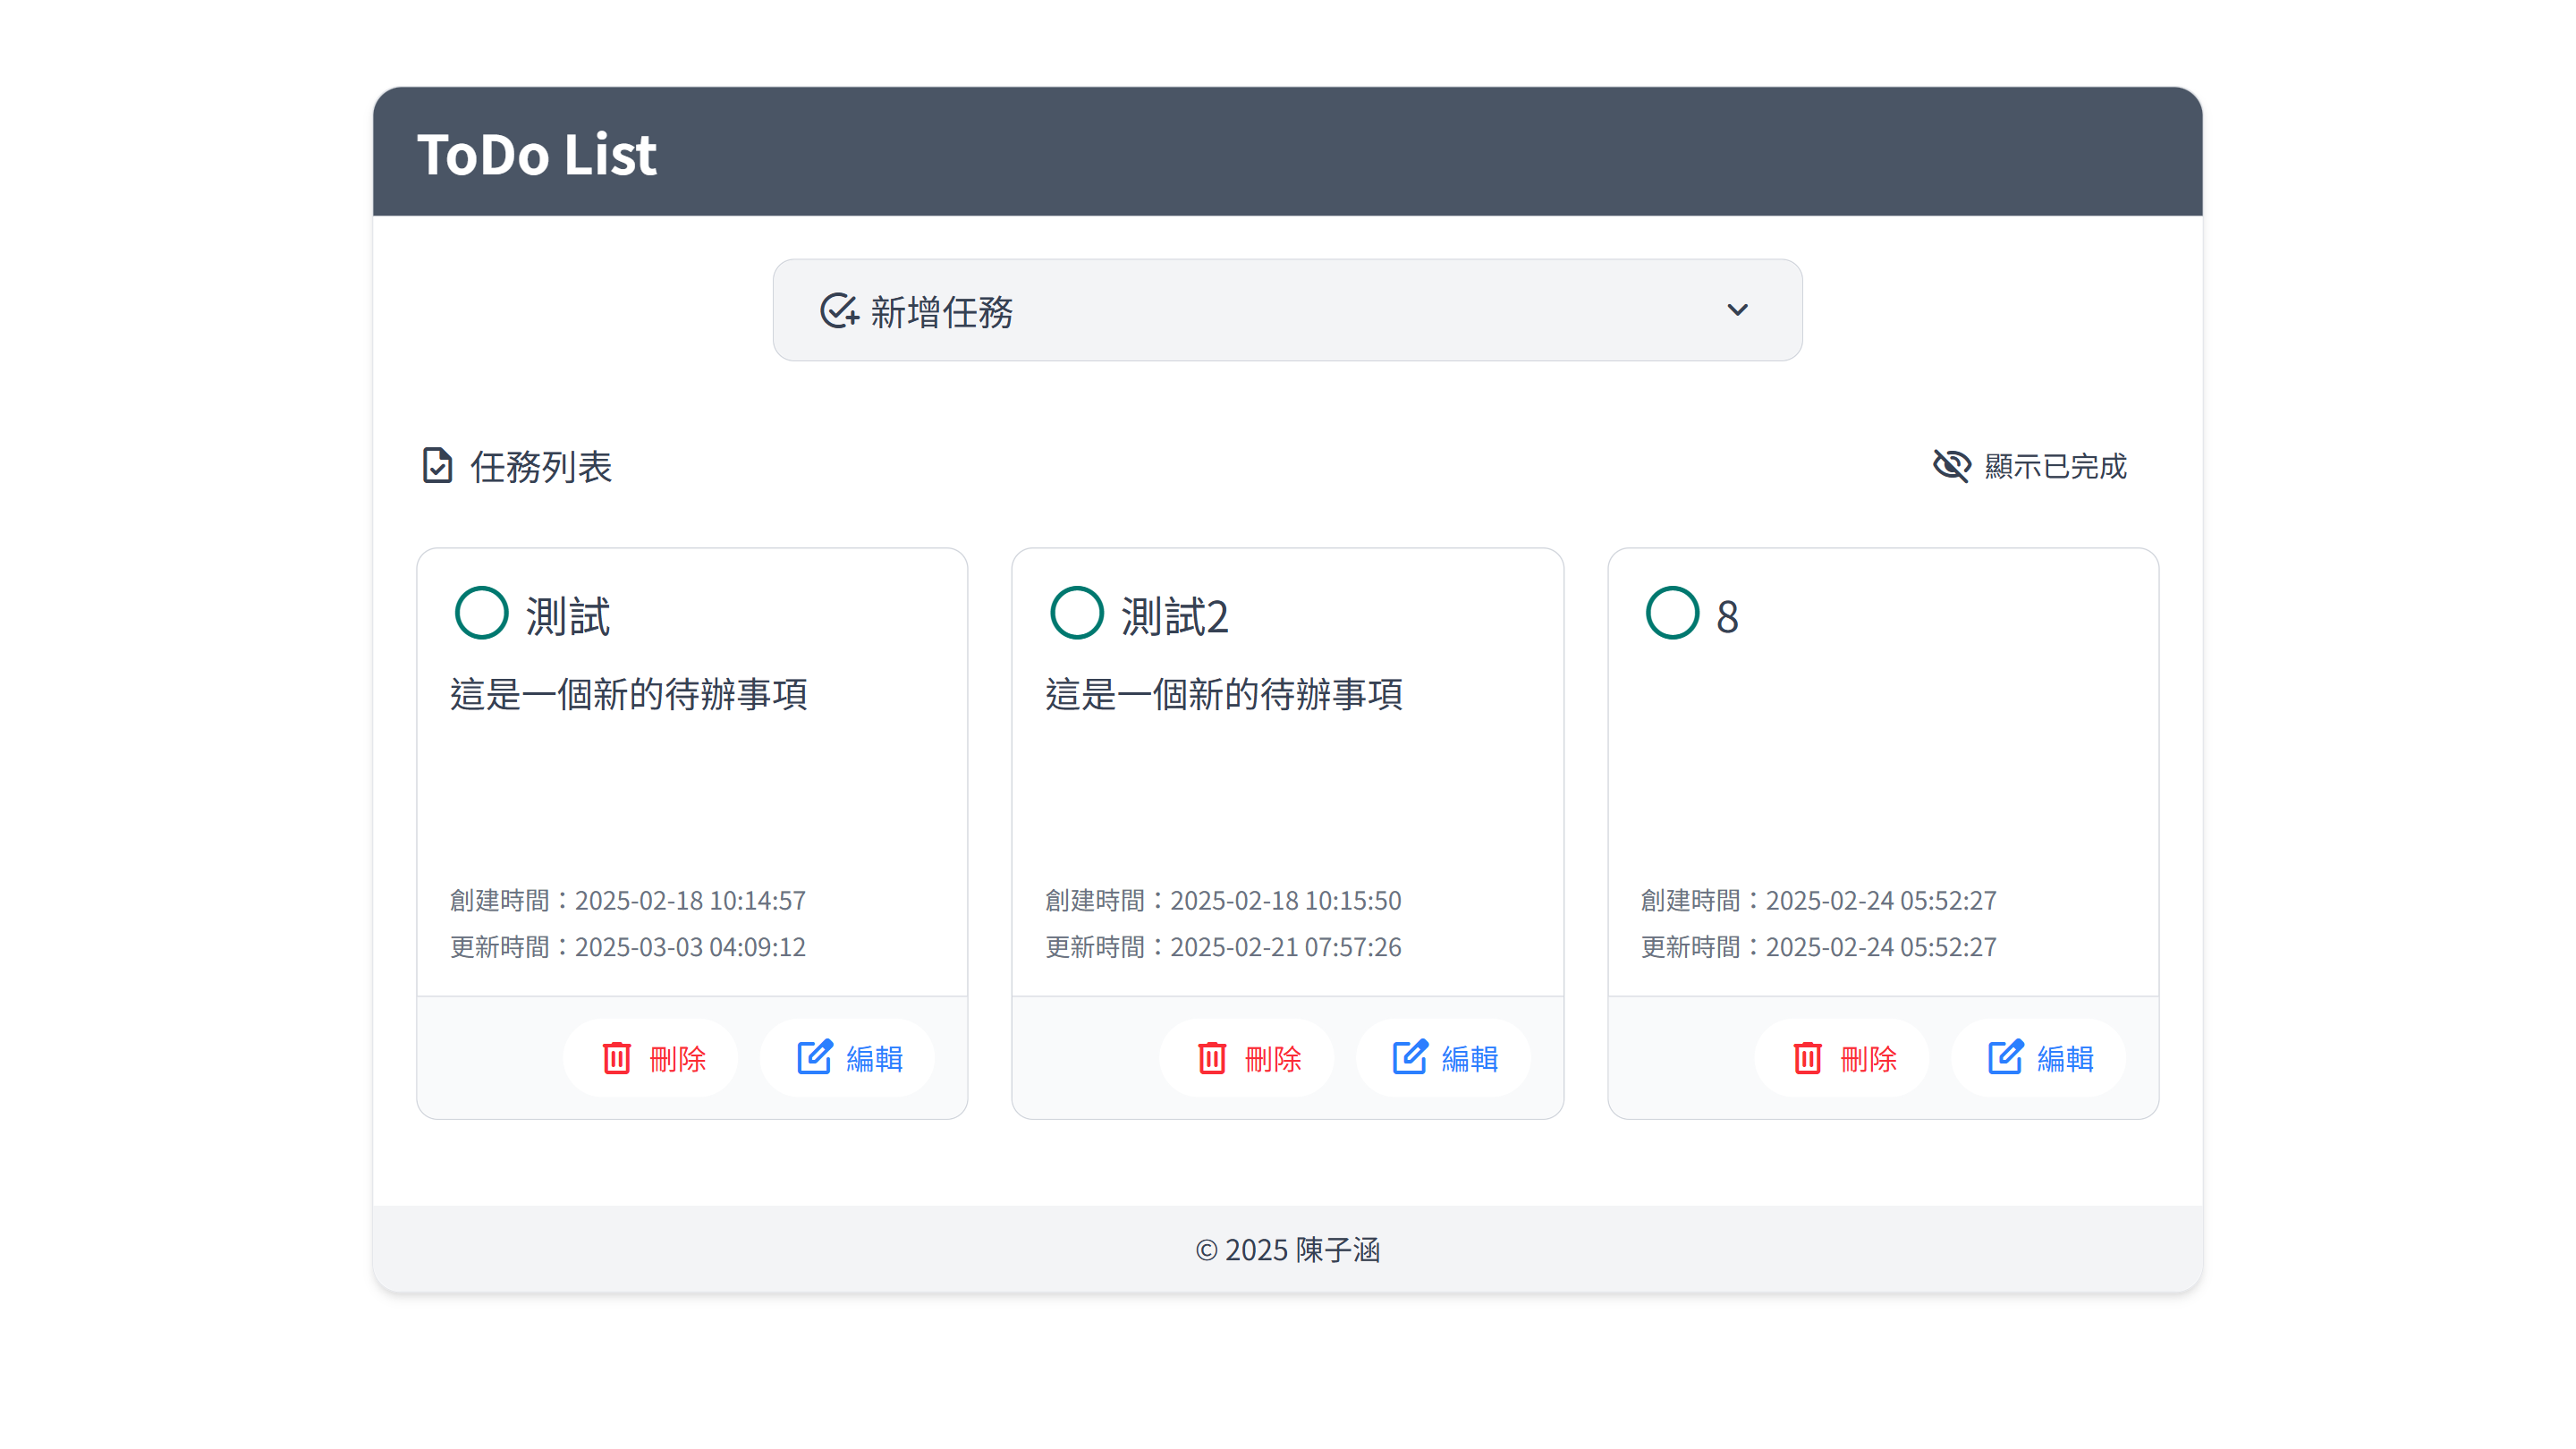 ToDo List
新增任務
任務列表
顯示已完成
測試
這是一個新的待辦事項
創建時間：2025-02-18 10:14:57
更新時間：2025-03-03 04:09:12
刪除
編輯
測試2
這是一個新的待辦事項
創建時間：2025-02-18 10:15:50
更新時間：2025-02-21 07:57:26
刪除
編輯
8
創建時間：2025-02-24 05:52:27
更新時間：2025-02-24 05:52:27
刪除
編輯
© 2025 陳子涵